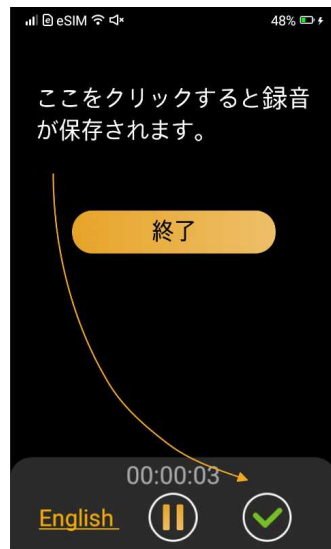 eSIM 48%
ここをクリックすると録音
が保存されます。
終了
00:00:03
English